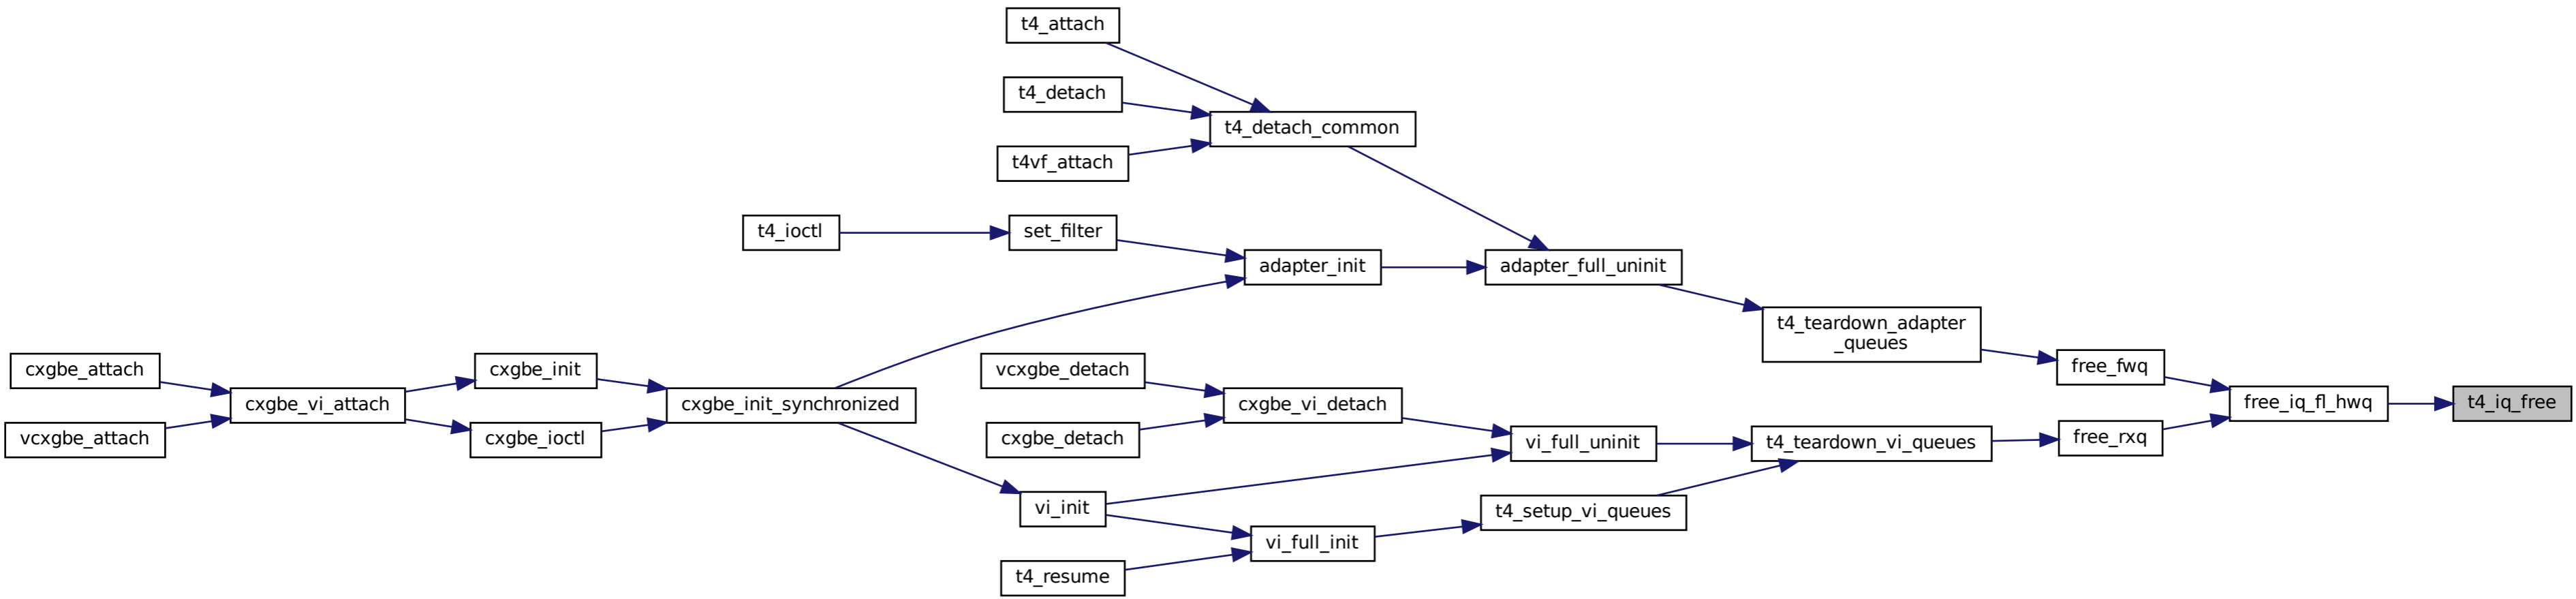 t4_attach
t4_detach
t4_detach_common
t4vf_attach
t4_ioctl
set_filter
adapter_init
adapter_full_uninit
t4_teardown_adapter
_queues
cxgbe_attach
cxgbe_init
vcxgbe_detach
free_fwq
cxgbe_vi_attach
cxgbe_init_synchronized
cxgbe_vi_detach
free_iq_fl_hwq
t4_iq_free
vcxgbe_attach
cxgbe_ioctl
cxgbe_detach
vi_full_uninit
t4_teardown_vi_queues
free_rxq
vi_init
t4_setup_vi_queues
vi_full_init
t4_resume